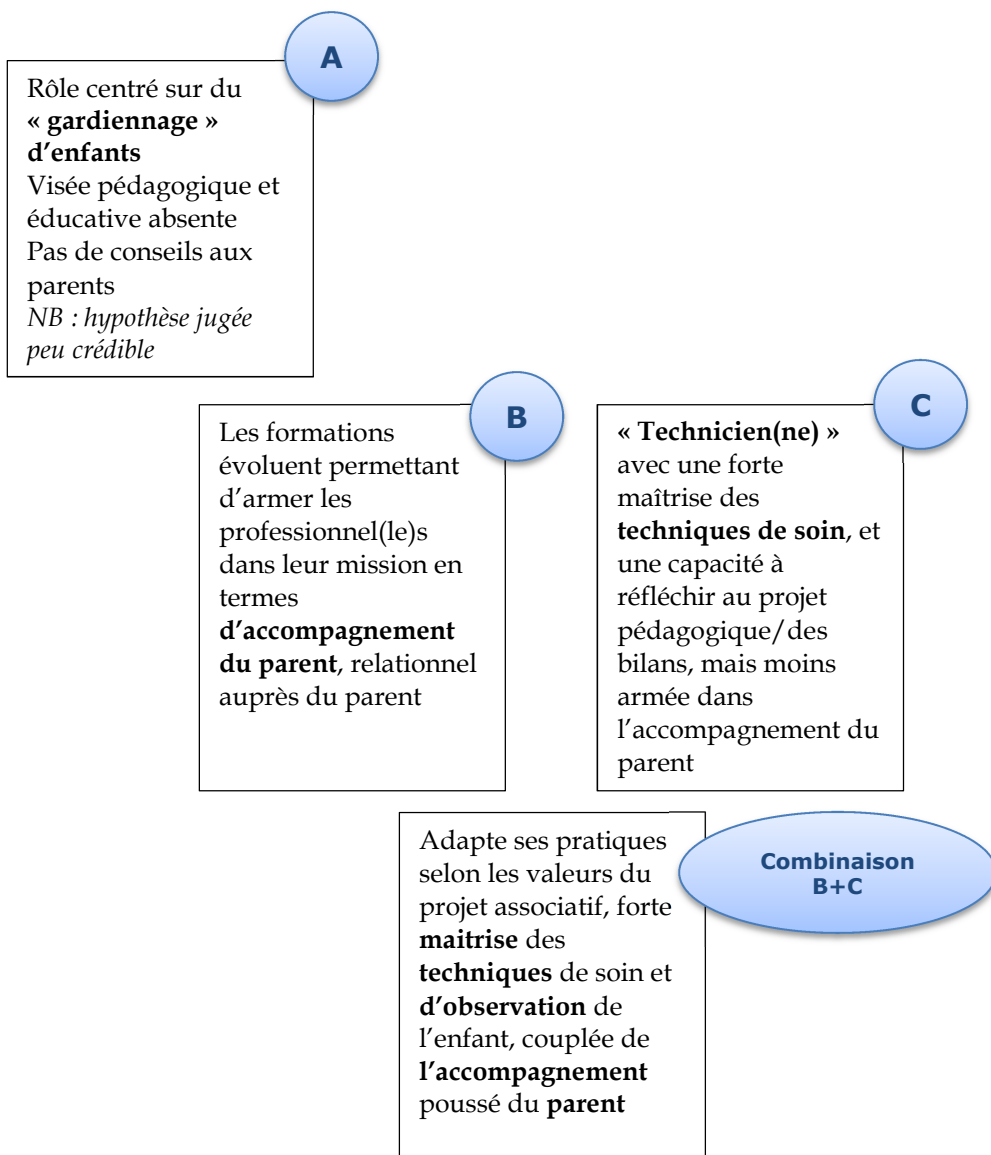 A
Rôle centré sur du
« gardiennage »
d’enfants
Visée pédagogique et
éducative absente
Pas de conseils aux
parents
NB : hypothèse jugée
peu crédible
B
Les formations
évoluent permettant
d’armer les
professionnel(le)s
dans leur mission en
termes
d’accompagnement
du parent, relationnel
auprès du parent
C
« Technicien(ne) »
avec une forte
maîtrise des
techniques de soin, et
une capacité à
réfléchir au projet
pédagogique/des
bilans, mais moins
armée dans
l’accompagnement du
parent
Combinaison
B+C
Adapte ses pratiques
selon les valeurs du
projet associatif, forte
maitrise des
techniques de soin et
d’observation de
l’enfant, couplée de
l’accompagnement
poussé du parent